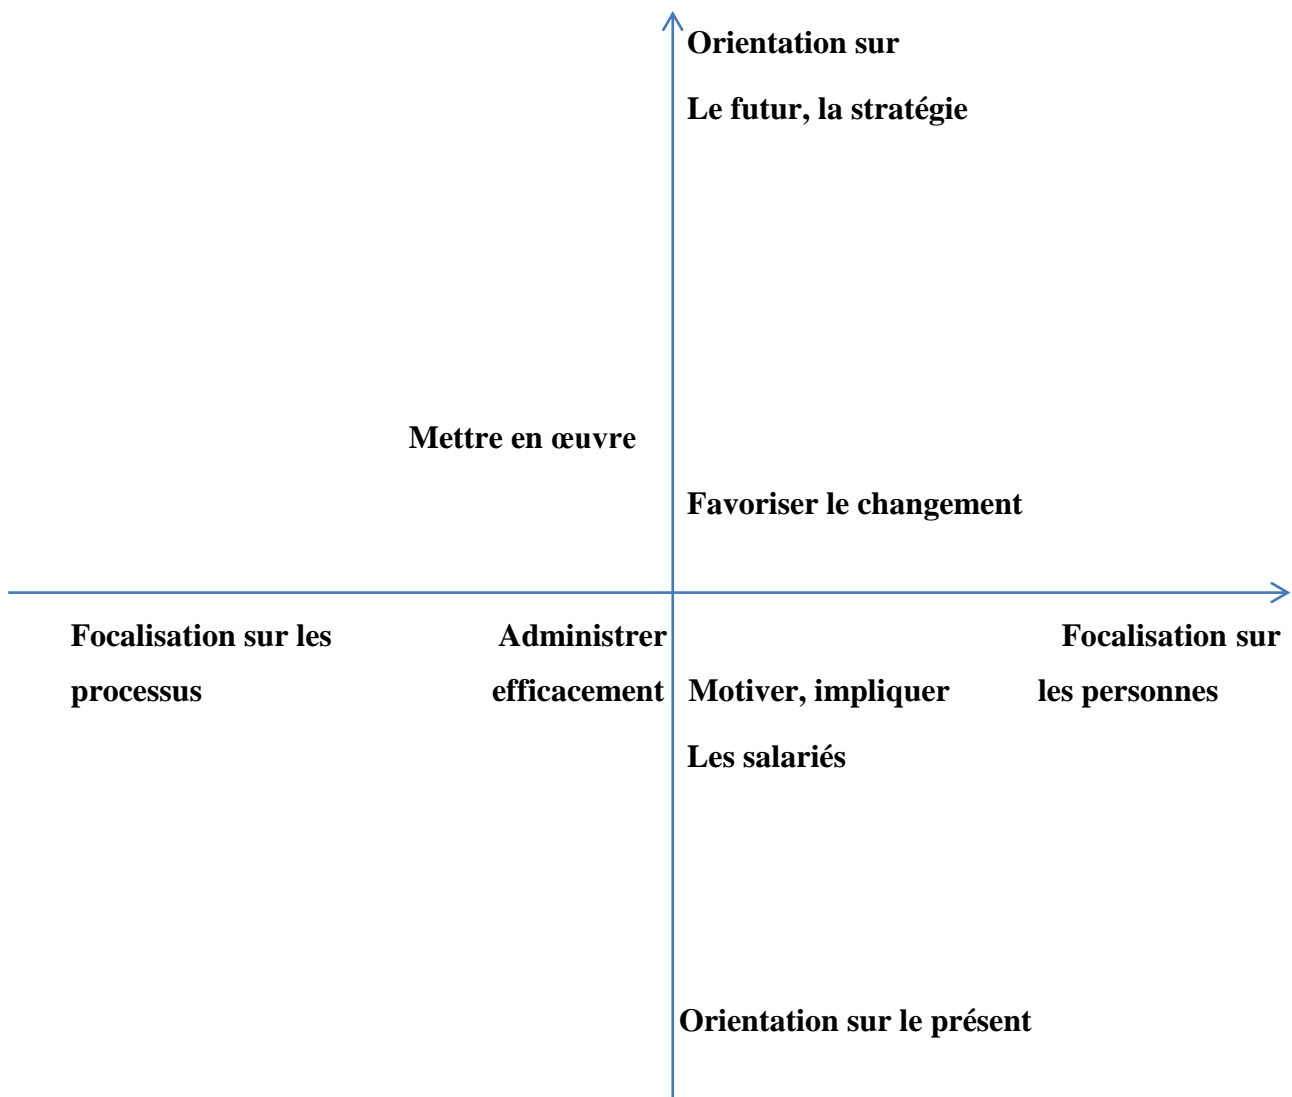 Orientation sur
Le futur, la stratégie
Mettre en œuvre
Favoriser le changement
Focalisation sur les
processus
Administrer
efficacement
Motiver, impliquer
Les salariés
Focalisation sur
les personnes
Orientation sur le présent